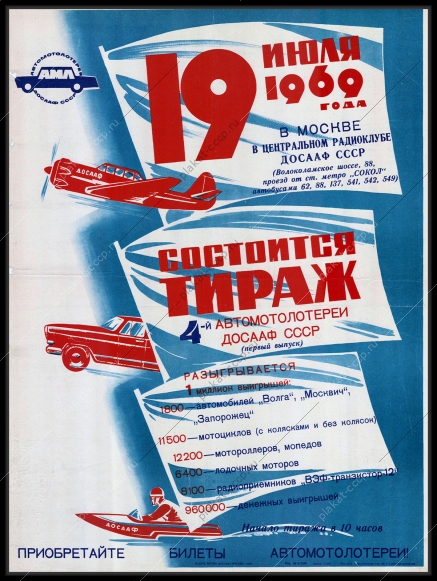 АВТОМОТОЛОТЕРЕЯ
АМЛ
ДОСААФ СССР
19 ИЮЛЯ
1969
ГОДА
В МОСКВЕ
В ЦЕНТРАЛЬНОМ РАДИОКЛУБЕ
ДОСААФ СССР
(Волоколамское шоссе, 88,
проезд от ст. метро „СОКОЛ“
автобусами 62, 88, 137, 541, 542, 549)
ДОСААФ
СОСТОИТСЯ
ТИРАЖ
4-й АВТОМОТОЛОТЕРЕИ
ДОСААФ СССР
(первый выпуск)
РАЗЫГРЫВАЕТСЯ
1 миллион выигрышей:
1800—автомобилей „Волга“, „Москвич“,
„Запорожец“
11500—мотоциклов (с колясками и без колясок)
12200—мотороллеров, мопедов
6400—лодочных моторов
8100—радиоприемников „ВЭФ-транзистор-12“
960000—денежных выигрышей
ДОСААФ
Начало тиража в 10 часов
ПРИОБРЕТАЙТЕ БИЛЕТЫ АВТОМОТОЛОТЕРЕИ!